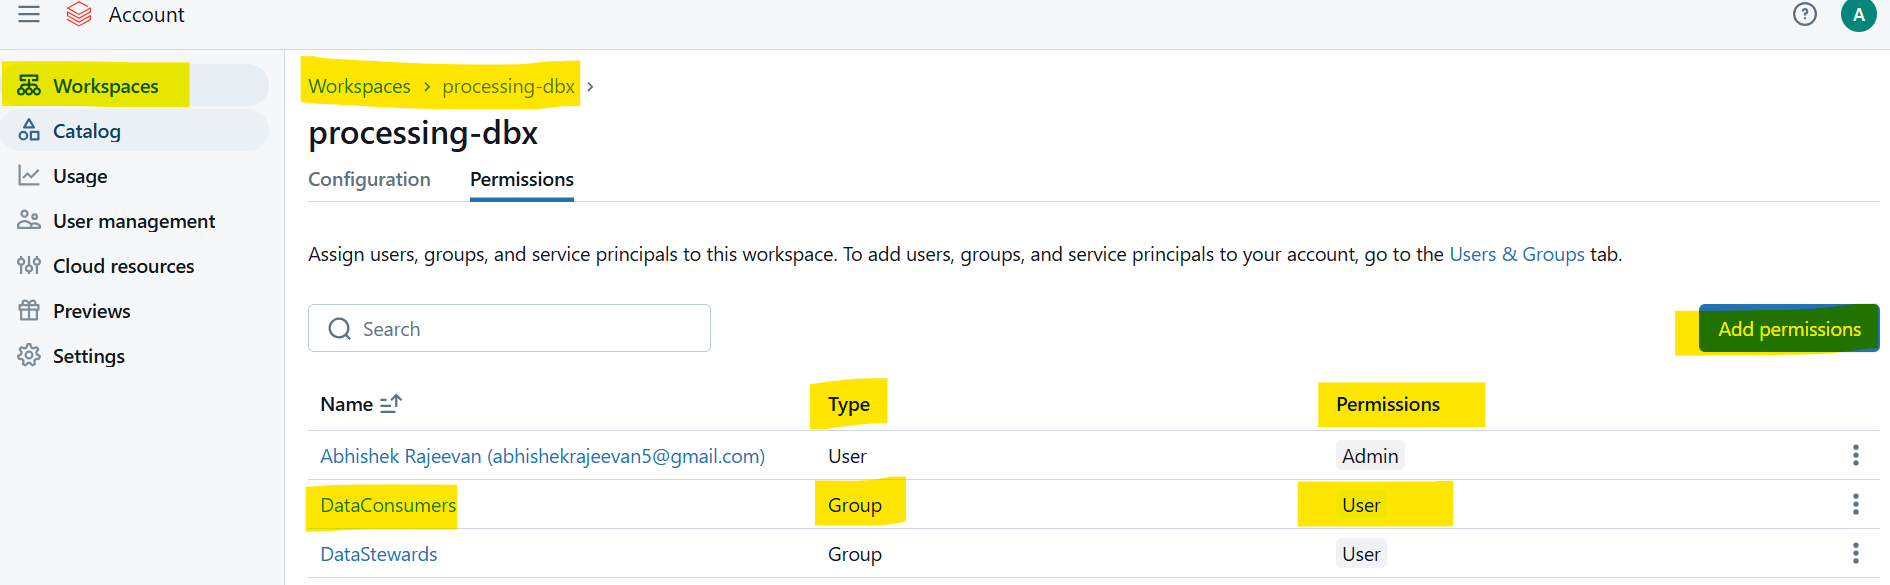 Account
A
Workspaces
Catalog
Usage
User management
Cloud resources
Previews
Settings
Workspaces > processing-dbx >
processing-dbx
Configuration Permissions
Assign users, groups, and service principals to this workspace. To add users, groups, and service principals to your account, go to the Users & Groups tab.
Search
Add permissions
Name Type Permissions
Abhishek Rajeevan (abhishekrajeevan5@gmail.com) User Admin
DataConsumers Group User
DataStewards Group User